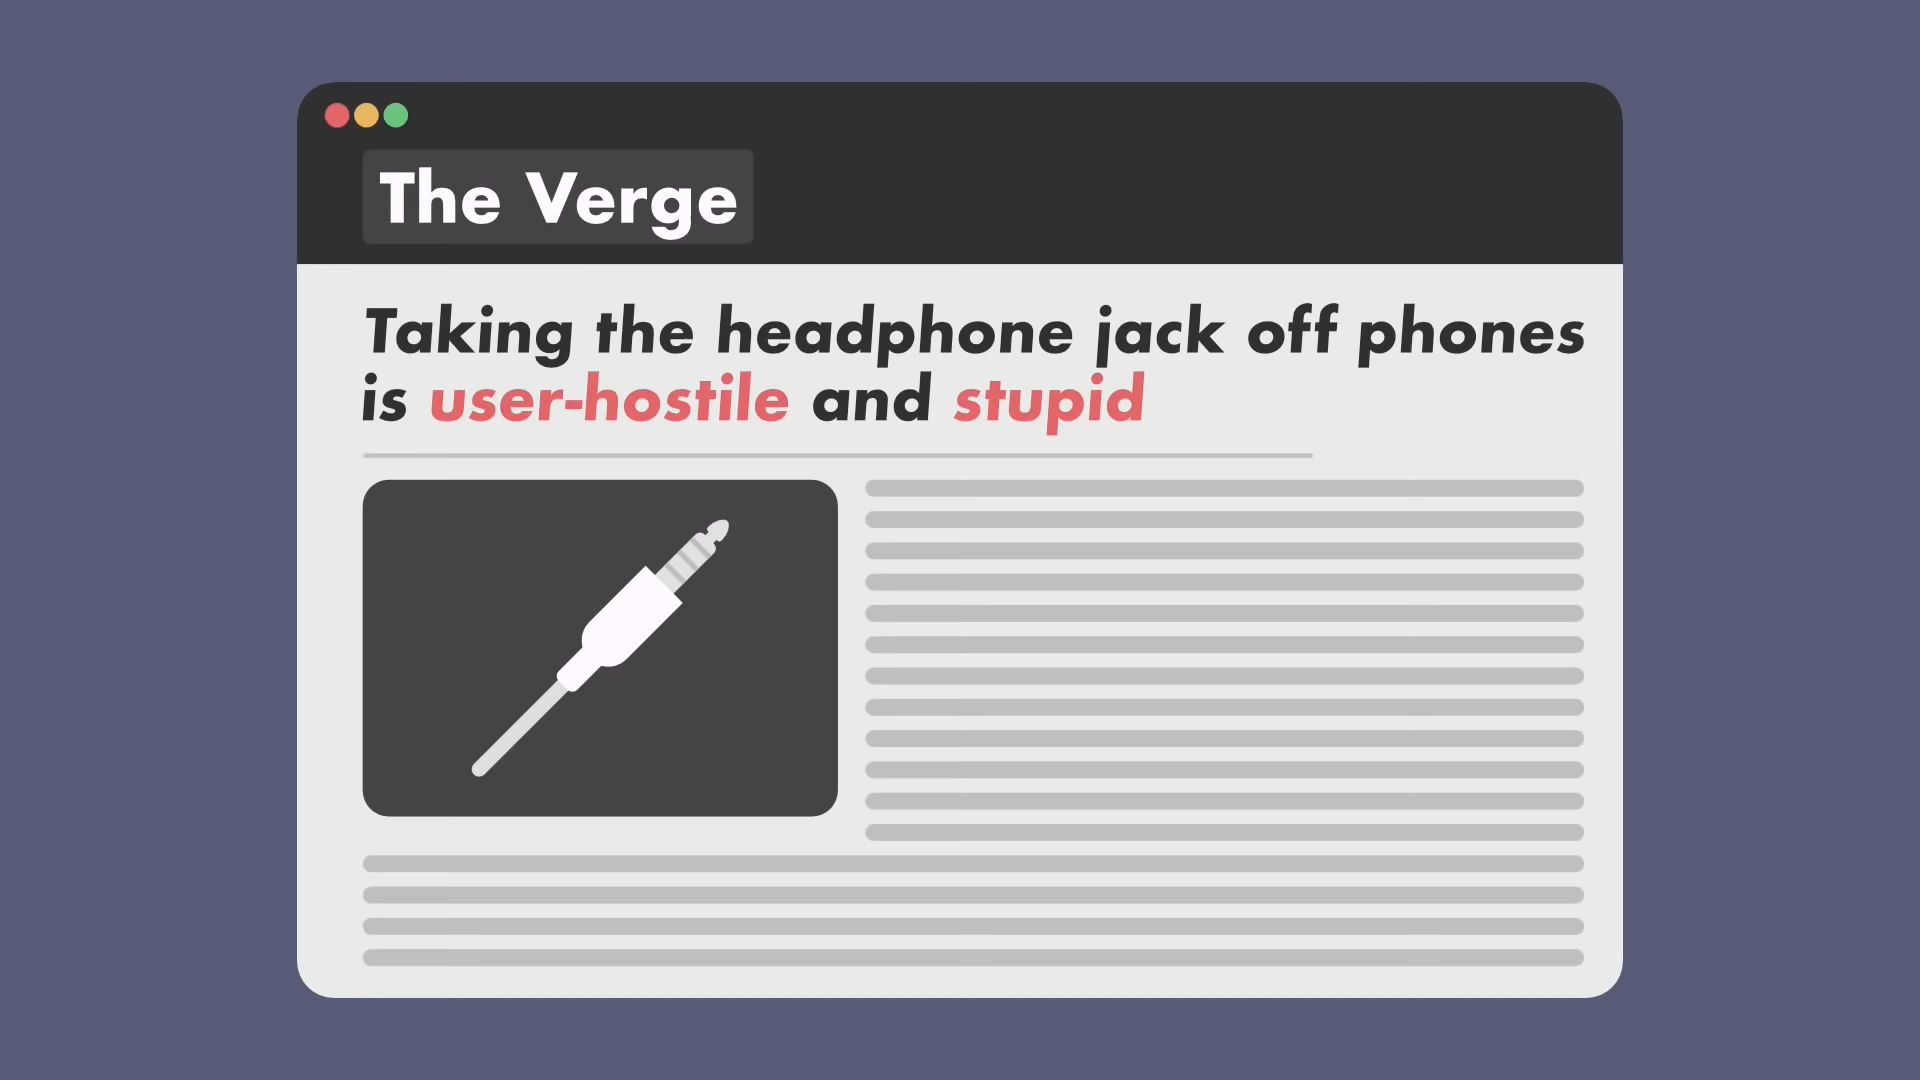 The Verge
Taking the headphone jack off phones
is user-hostile and stupid